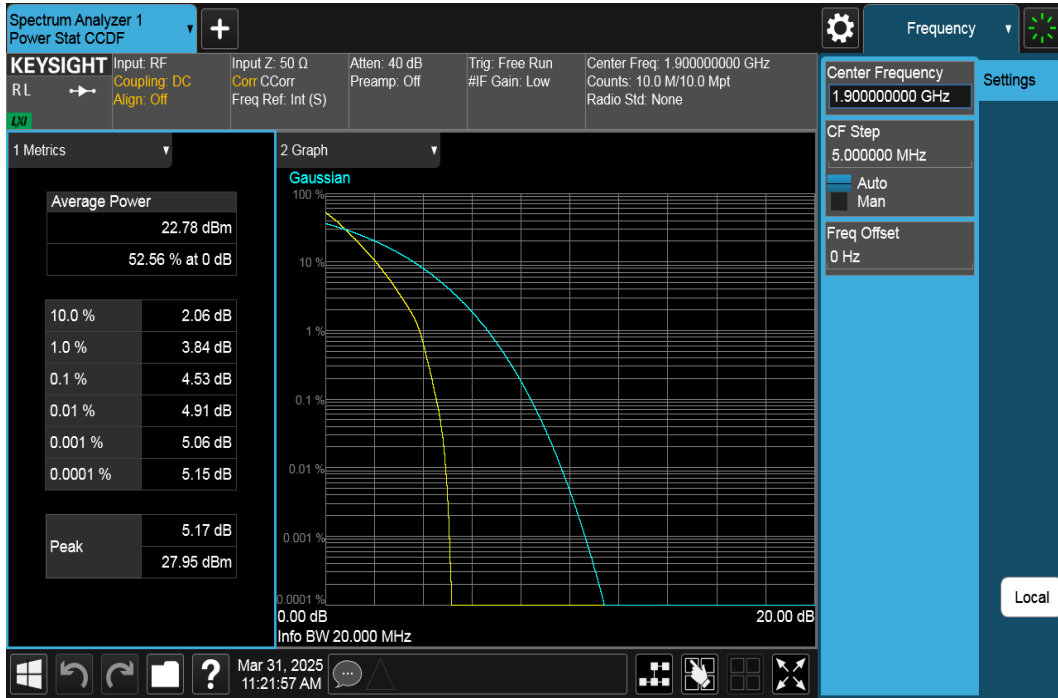 Spectrum Analyzer 1
Power Stat CCDF
Frequency
KEYSIGHT
RL
LXI
Input: RF
Coupling: DC
Align: Off
Input Z: 50 Ω
Corr CCorr
Freq Ref: Int (S)
Atten: 40 dB
Preamp: Off
Trig: Free Run
#IF Gain: Low
Center Freq: 1.900000000 GHz
Counts: 10.0 M/10.0 Mpt
Radio Std: None
Center Frequency
1.900000000 GHz
Settings
CF Step
5.000000 MHz
Auto
Man
Freq Offset
0 Hz
1 Metrics
Average Power
22.78 dBm
52.56 % at 0 dB
10.0 % 2.06 dB
1.0 % 3.84 dB
0.1 % 4.53 dB
0.01 % 4.91 dB
0.001 % 5.06 dB
0.0001 % 5.15 dB
Peak
5.17 dB
27.95 dBm
2 Graph
Gaussian
100 %
10 %
1 %
0.1 %
0.01 %
0.001 %
0.0001 %
0.00 dB 20.00 dB
Info BW 20.000 MHz
Local
?
Mar 31, 2025
11:21:57 AM